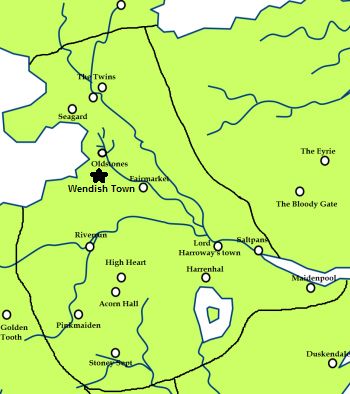 The Twins
Seagard
Oldstones
The Eyrie
Wendish Town
Fairmarket
The Bloody Gate
Riverrun
Lord
Harroway's town
Saltpans
High Heart
Harrenhal
Maidenpool
Acorn Hall
Golden
Tooth
Pinkmaiden
Stoney Sept
Duskendale